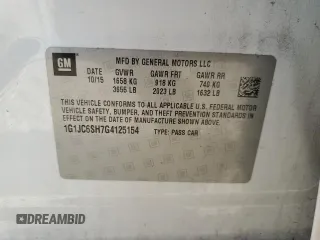 GM
MFD BY GENERAL MOTORS LLC
DATE GVWR GAWR FRT GAWR RR
10/15 1658 KG 918 KG 740 KG
3655 LB 2023 LB 1632 LB
THIS VEHICLE CONFORMS TO ALL APPLICABLE U.S. FEDERAL MOTOR
VEHICLE SAFETY, BUMPER, AND THEFT PREVENTION STANDARDS
IN EFFECT ON THE DATE OF MANUFACTURE SHOWN ABOVE.
1G1JC5SH7G4125154 TYPE: PASS CAR
DREAMBID